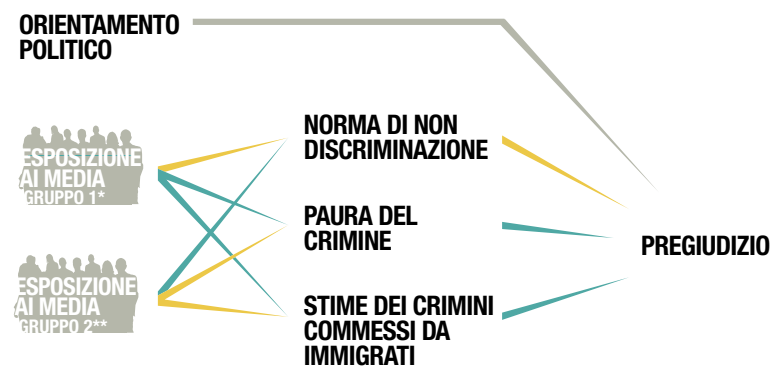 ORIENTAMENTO
POLITICO
ESPOSIZIONE
AI MEDIA
GRUPPO 1*
ESPOSIZIONE
AI MEDIA
GRUPPO 2**
NORMA DI NON
DISCRIMINAZIONE
PAURA DEL
CRIMINE
STIME DEI CRIMINI
COMMESSI DA
IMMIGRATI
PREGIUDIZIO